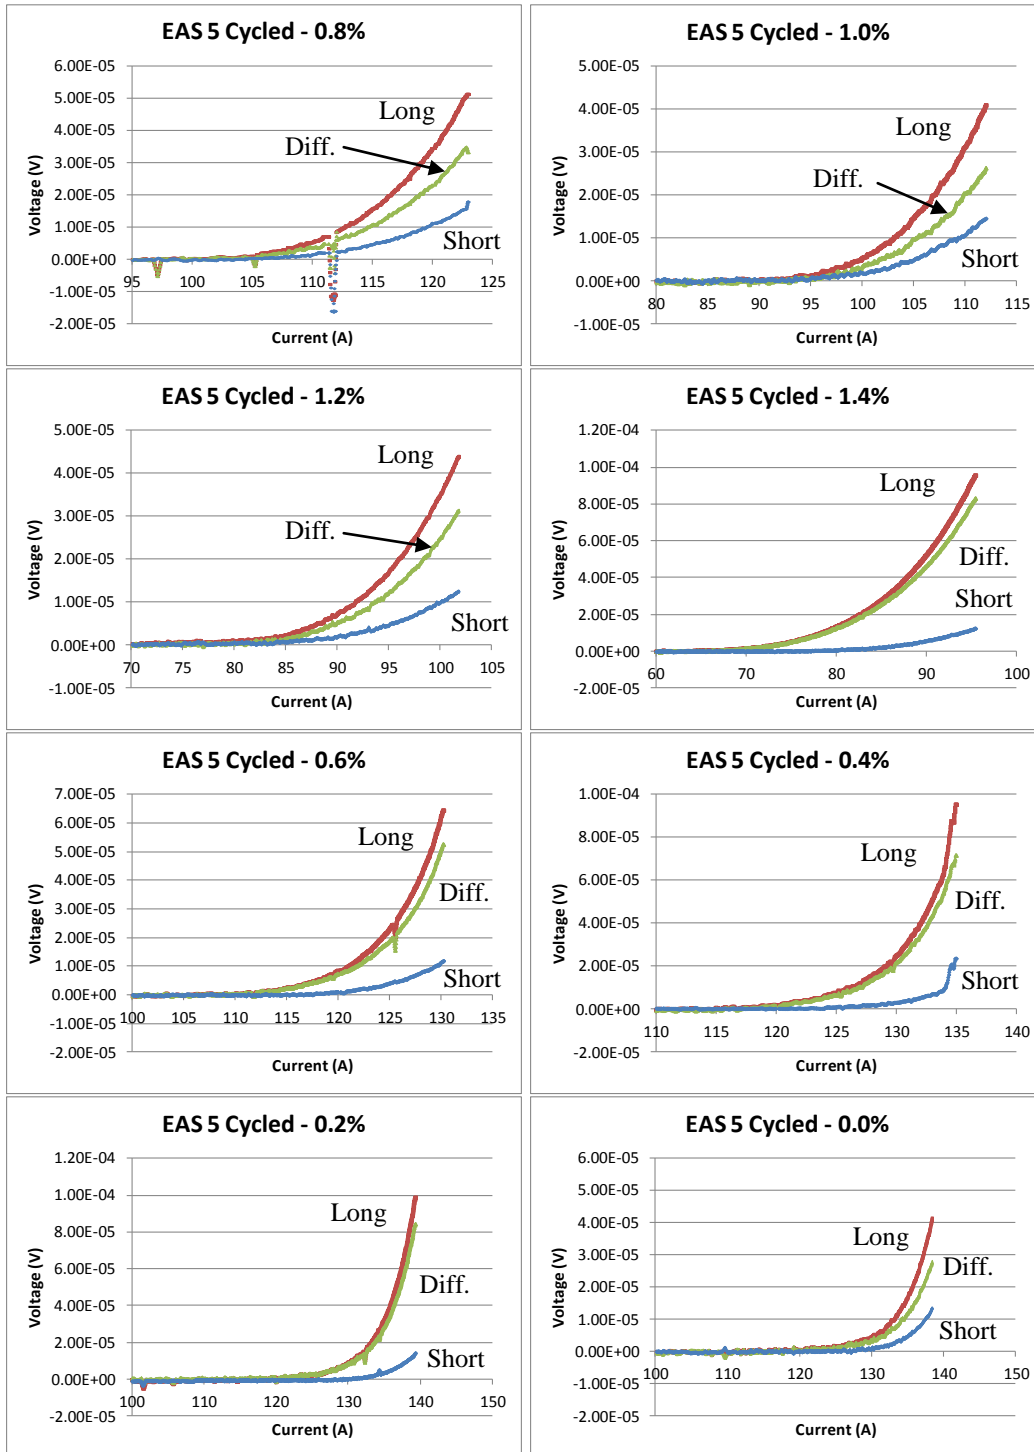 EAS 5 Cycled - 0.8%
6.00E-05
5.00E-05
4.00E-05
3.00E-05
2.00E-05
1.00E-05
0.00E+00
-1.00E-05
-2.00E-05
Voltage (V)
Long
Diff.
Short
95 100 105 110 115 120 125
Current (A)
EAS 5 Cycled - 1.0%
5.00E-05
4.00E-05
3.00E-05
2.00E-05
1.00E-05
0.00E+00
-1.00E-05
Voltage (V)
Long
Diff.
Short
80 85 90 95 100 105 110 115
Current (A)
EAS 5 Cycled - 1.2%
5.00E-05
4.00E-05
3.00E-05
2.00E-05
1.00E-05
0.00E+00
-1.00E-05
Voltage (V)
Long
Diff.
Short
70 75 80 85 90 95 100 105
Current (A)
EAS 5 Cycled - 1.4%
1.20E-04
1.00E-04
8.00E-05
6.00E-05
4.00E-05
2.00E-05
0.00E+00
-2.00E-05
Voltage (V)
Long
Diff.
Short
60 70 80 90 100
Current (A)
EAS 5 Cycled - 0.6%
7.00E-05
6.00E-05
5.00E-05
4.00E-05
3.00E-05
2.00E-05
1.00E-05
0.00E+00
-1.00E-05
-2.00E-05
Voltage (V)
Long
Diff.
Short
100 105 110 115 120 125 130 135
Current (A)
EAS 5 Cycled - 0.4%
1.00E-04
8.00E-05
6.00E-05
4.00E-05
2.00E-05
0.00E+00
-2.00E-05
Voltage (V)
Long
Diff.
Short
110 115 120 125 130 135 140
Current (A)
EAS 5 Cycled - 0.2%
1.20E-04
1.00E-04
8.00E-05
6.00E-05
4.00E-05
2.00E-05
0.00E+00
-2.00E-05
Voltage (V)
Long
Diff.
Short
100 110 120 130 140 150
Current (A)
EAS 5 Cycled - 0.0%
6.00E-05
5.00E-05
4.00E-05
3.00E-05
2.00E-05
1.00E-05
0.00E+00
-1.00E-05
-2.00E-05
Voltage (V)
Long
Diff.
Short
100 110 120 130 140 150
Current (A)